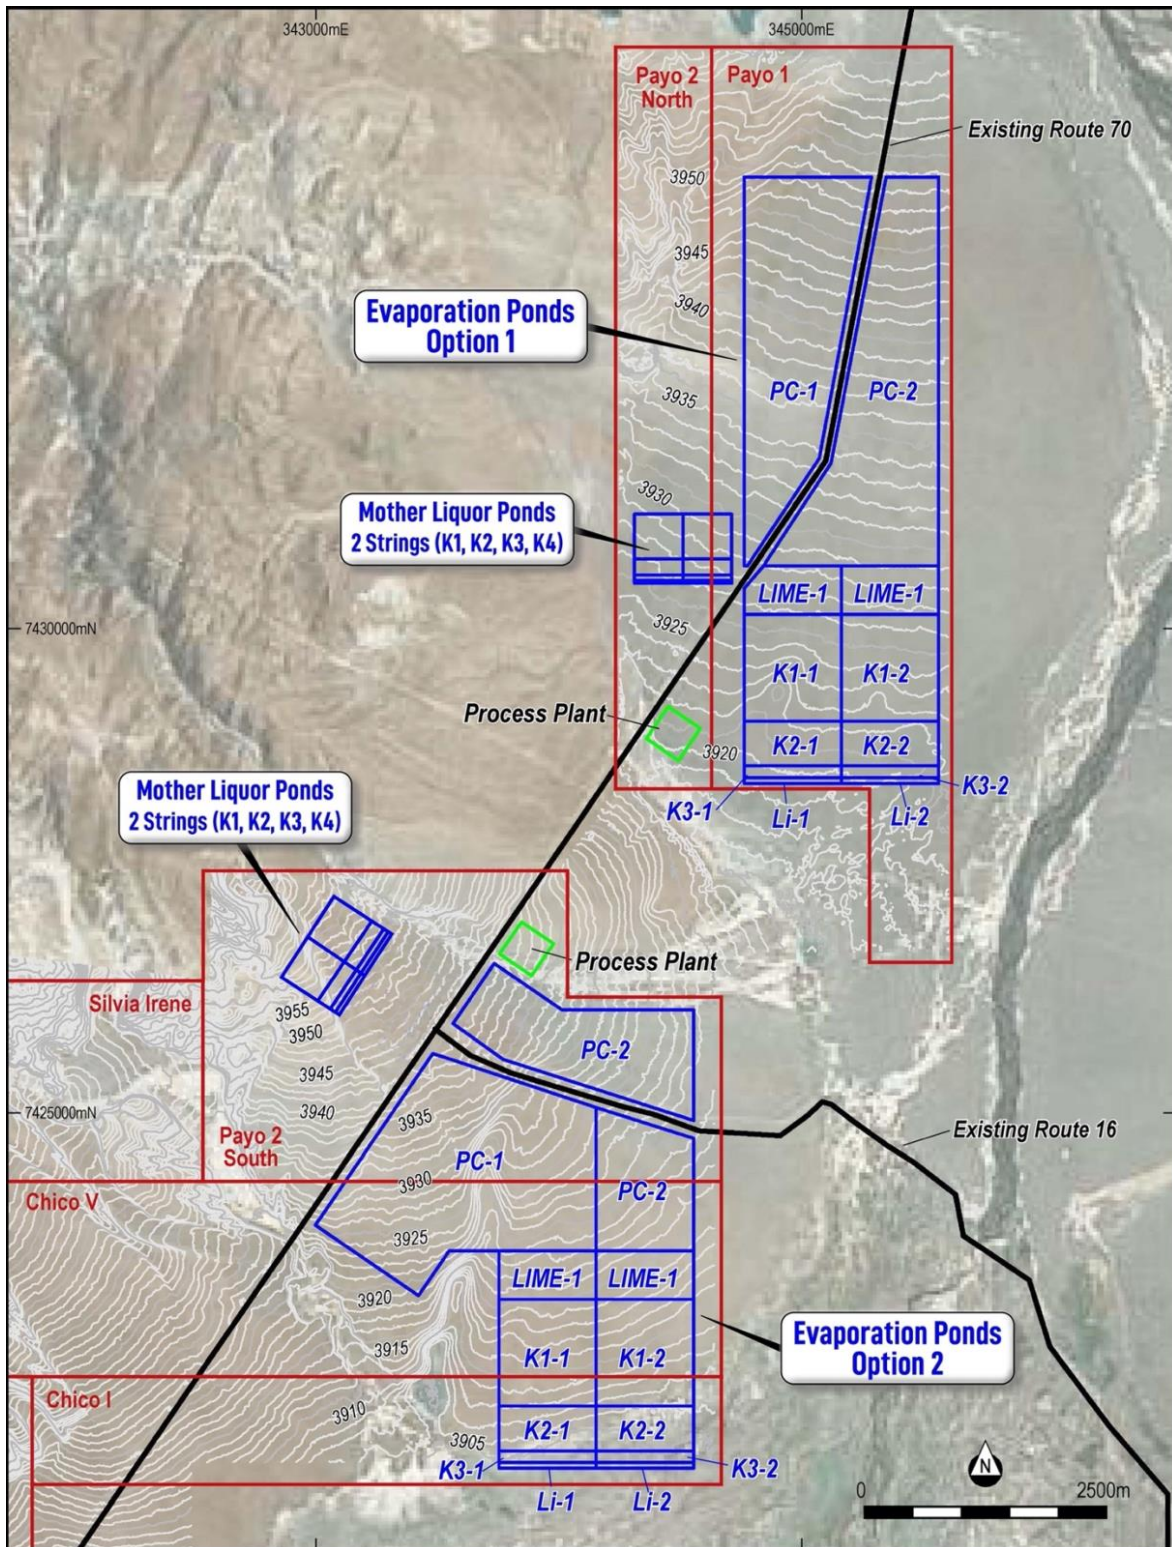 343000mE
345000mE
Payo 2
North
Payo 1
Existing Route 70
3950
3945
3940
Evaporation Ponds
Option 1
PC-1
PC-2
3935
3930
Mother Liquor Ponds
2 Strings (K1, K2, K3, K4)
LIME-1
LIME-1
3925
7430000mN
K1-1
K1-2
Process Plant
3920
K2-1
K2-2
K3-1
K3-2
Li-1
Li-2
Mother Liquor Ponds
2 Strings (K1, K2, K3, K4)
Process Plant
Silvia Irene
3955
3950
3945
3940
PC-2
7425000mN
3935
Existing Route 16
Payo 2
South
PC-1
3930
PC-2
Chico V
3925
LIME-1
LIME-1
3920
3915
Evaporation Ponds
Option 2
K1-1
K1-2
Chico I
3910
3905
K2-1
K2-2
K3-1
K3-2
Li-1
Li-2
N
0
2500m